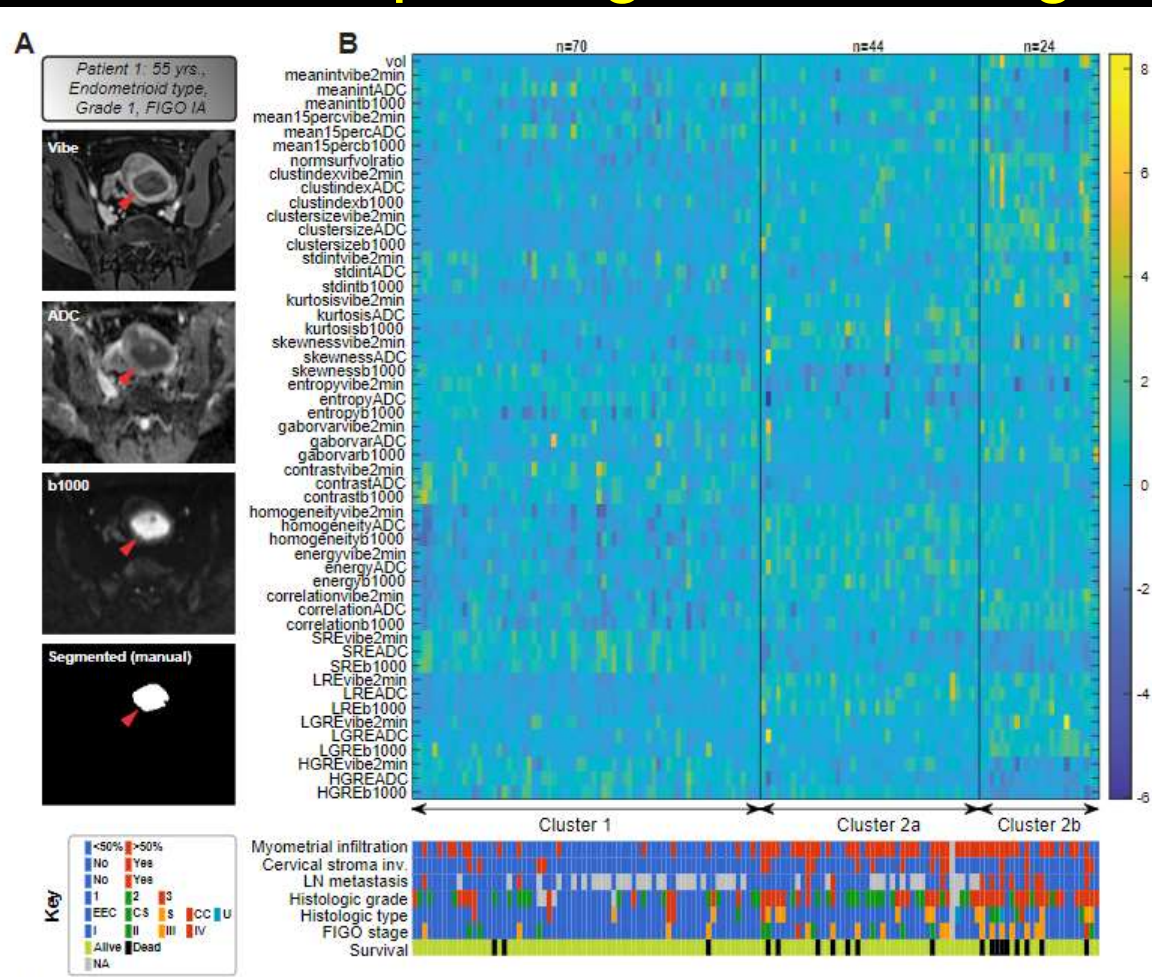 A
Patient 1: 55 yrs.,
Endometrioid type,
Grade 1, FIGO IA
Vibe
ADC
b1000
Segmented (manual)
B
n=70
n=44
n=24
vol
meanintvibe2min
meanintADC
meanintb1000
mean15percvibe2min
mean15percADC
mean15percb1000
normsurfvolratio
clustindexvibe2min
clustindexADC
clustindexb1000
clustersizevibe2min
clustersizeADC
clustersizeb1000
stdintvibe2min
stdintADC
stdintb1000
kurtosisvibe2min
kurtosisADC
kurtosisb1000
skewnessvibe2min
skewnessADC
skewnessb1000
entropyvibe2min
entropyADC
entropyb1000
gaborvarvibe2min
gaborvarADC
gaborvarb1000
contrastvibe2min
contrastADC
contrastb1000
homogeneityvibe2min
homogeneityADC
homogeneityb1000
energyvibe2min
energyADC
energyb1000
correlationvibe2min
correlationADC
correlationb1000
SREvibe2min
SREADC
SREb1000
LREvibe2min
LREADC
LREb1000
LGREvibe2min
LGREADC
LGREb1000
HGREvibe2min
HGREADC
HGREb1000
8
6
4
2
0
-2
-4
-6
Cluster 1
Cluster 2a
Cluster 2b
Key
<50% >50%
No Yes
No Yes
1 2 3
EEC CS S CC U
I II III IV
Alive Dead
NA
Myometrial infiltration
Cervical stroma inv.
LN metastasis
Histologic grade
Histologic type
FIGO stage
Survival